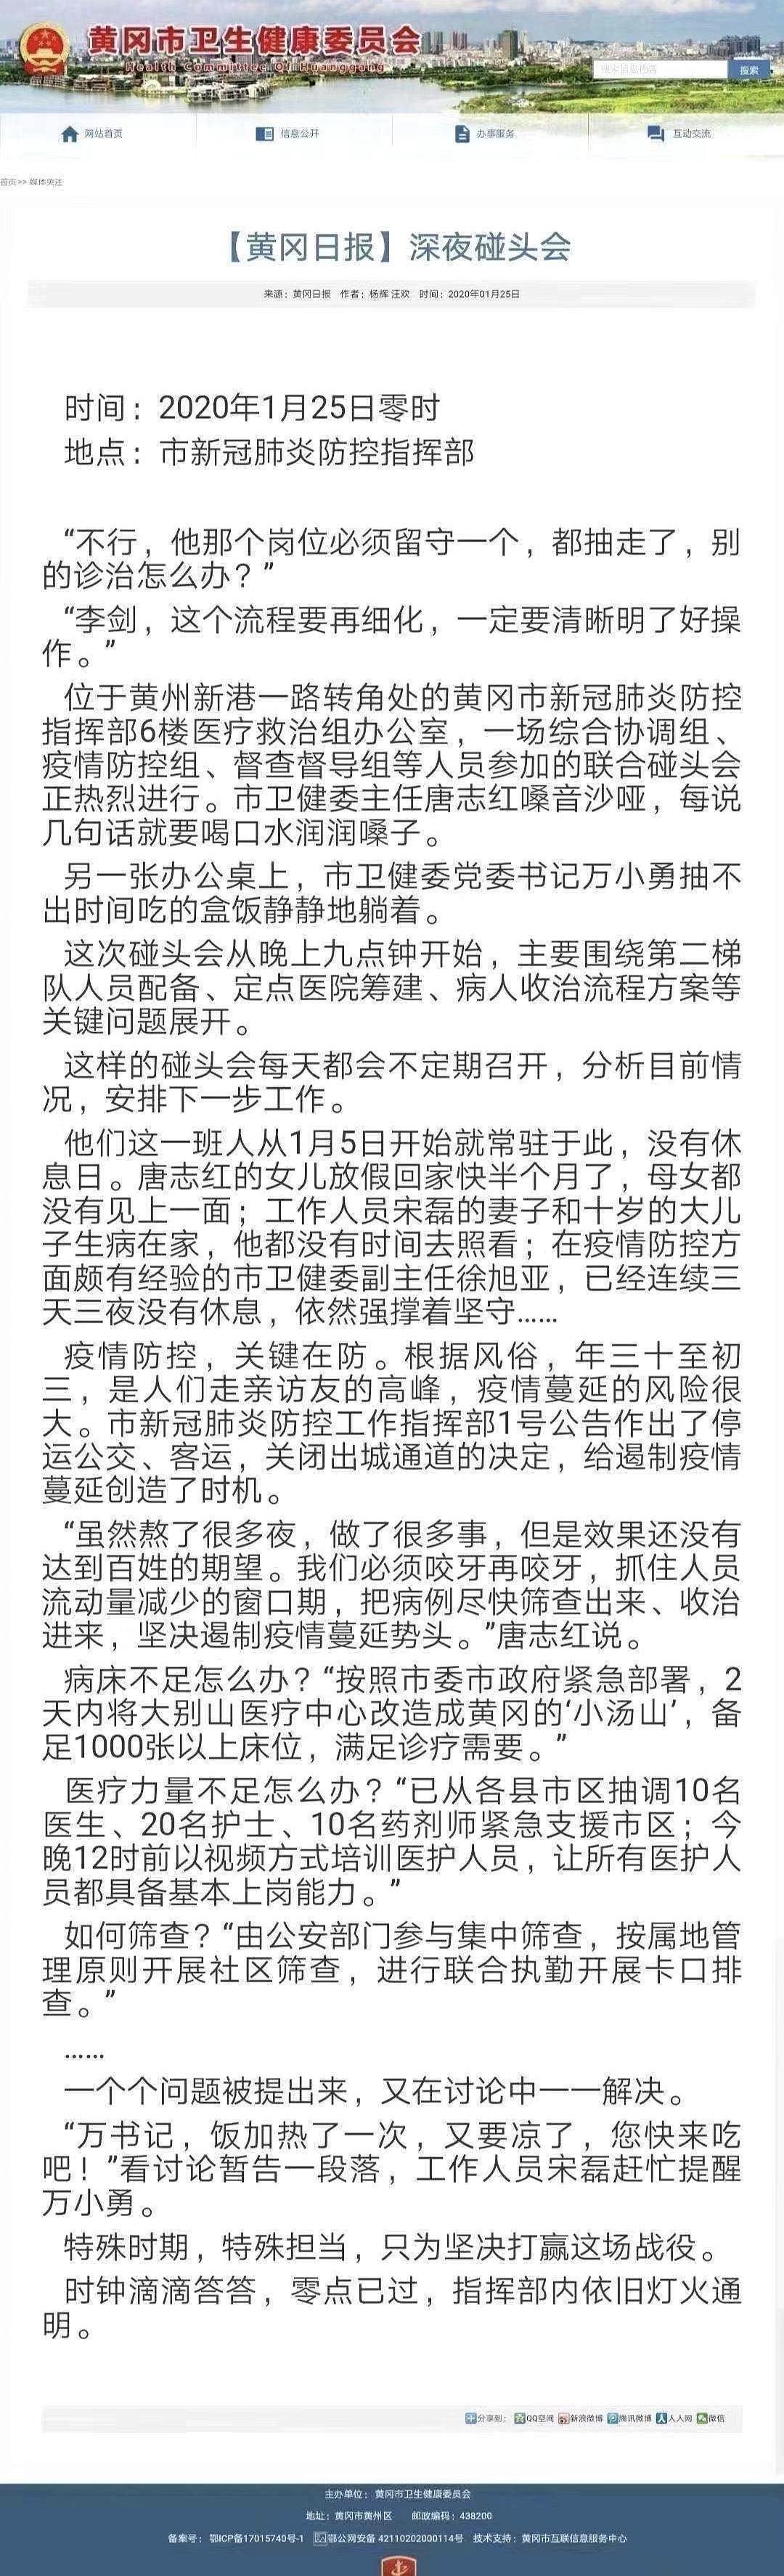 黄冈市卫生健康委员会
Health Committee Of Huanggang
搜索
网站首页
信息公开
办事服务
互动交流
首页>> 媒体关注
【黄冈日报】深夜碰头会
来源：黄冈日报 作者：杨辉 汪欢 时间：2020年01月25日
时间：2020年1月25日零时
地点：市新冠肺炎防控指挥部
“不行，他那个岗位必须留守一个，都抽走了，别
的诊治怎么办？”
“李剑，这个流程要再细化，一定要清晰明了好操
作。”
位于黄州新港一路转角处的黄冈市新冠肺炎防控
指挥部6楼医疗救治组办公室，一场综合协调组、
疫情防控组、督查督导组等人员参加的联合碰头会
正热烈进行。市卫健委主任唐志红嗓音沙哑，每说
几句话就要喝口水润润嗓子。
另一张办公桌上，市卫健委党委书记万小勇抽不
出时间吃的盒饭静静地躺着。
这次碰头会从晚上九点钟开始，主要围绕第二梯
队人员配备、定点医院筹建、病人收治流程方案等
关键问题展开。
这样的碰头会每天都会不定期召开，分析目前情
况，安排下一步工作。
他们这一班人从1月5日开始就常驻于此，没有休
息日。唐志红的女儿放假回家快半个月了，母女都
没有见上一面；工作人员宋磊的妻子和十岁的大儿
子生病在家，他都没有时间去照看；在疫情防控方
面颇有经验的市卫健委副主任徐旭亚，已经连续三
天三夜没有休息，依然强撑着坚守……
疫情防控，关键在防。根据风俗，年三十至初
三，是人们走亲访友的高峰，疫情蔓延的风险很
大。市新冠肺炎防控工作指挥部1号公告作出了停
运公交、客运，关闭出城通道的决定，给遏制疫情
蔓延创造了时机。
“虽然熬了很多夜，做了很多事，但是效果还没有
达到百姓的期望。我们必须咬牙再咬牙，抓住人员
流动量减少的窗口期，把病例尽快筛查出来、收治
进来，坚决遏制疫情蔓延势头。”唐志红说。
病床不足怎么办？“按照市委市政府紧急部署，2
天内将大别山医疗中心改造成黄冈的‘小汤山’，备
足1000张以上床位，满足诊疗需要。”
医疗力量不足怎么办？“已从各县市区抽调10名
医生、20名护士、10名药剂师紧急支援市区；今
晚12时前以视频方式培训医护人员，让所有医护人
员都具备基本上岗能力。”
如何筛查？“由公安部门参与集中筛查，按属地管
理原则开展社区筛查，进行联合执勤开展卡口排
查。”
……
一个个问题被提出来，又在讨论中一一解决。
“万书记，饭加热了一次，又要凉了，您快来吃
吧！”看讨论暂告一段落，工作人员宋磊赶忙提醒
万小勇。
特殊时期，特殊担当，只为坚决打赢这场战役。
时钟滴滴答答，零点已过，指挥部内依旧灯火通
明。
分享到： QQ空间 新浪微博 腾讯微博 人人网 微信
主办单位：黄冈市卫生健康委员会
地址：黄冈市黄州区 邮政编码：438200
备案号：鄂ICP备17015740号-1 鄂公网安备 42110202000114号 技术支持：黄冈市互联信息服务中心